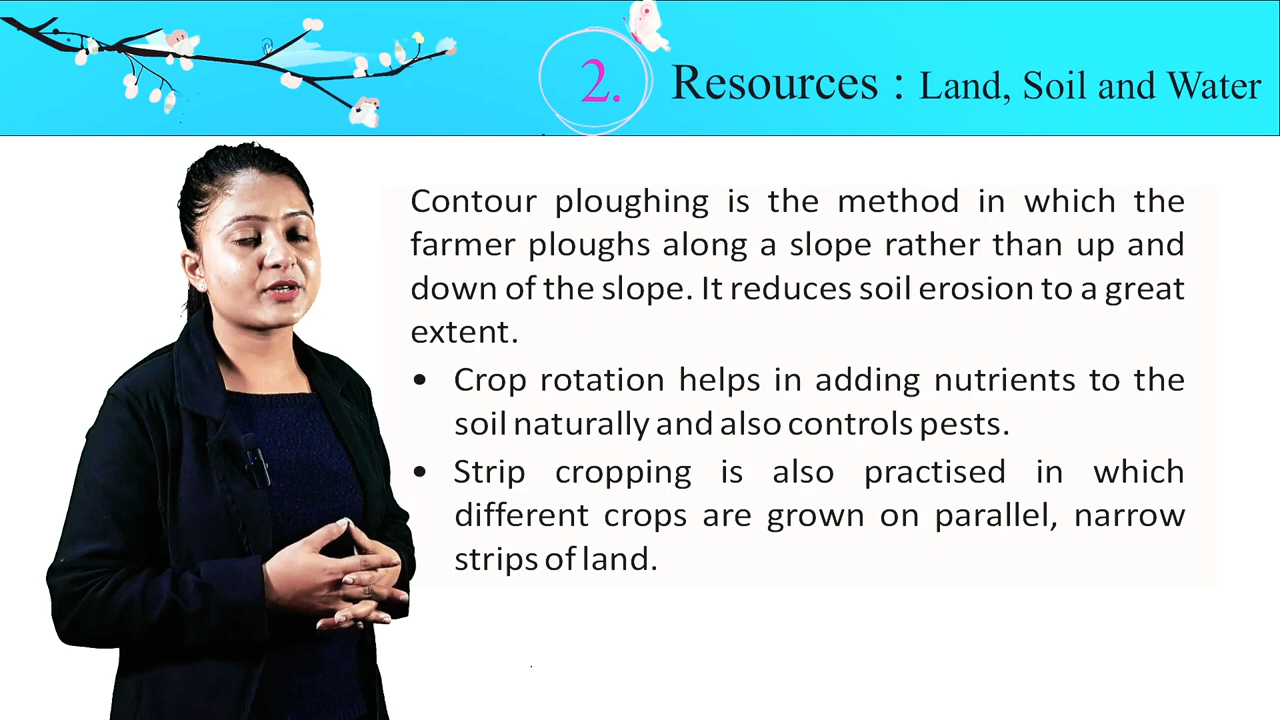 2. Resources : Land, Soil and Water
Contour ploughing is the method in which the
farmer ploughs along a slope rather than up and
down of the slope. It reduces soil erosion to a great
extent.
• Crop rotation helps in adding nutrients to the
soil naturally and also controls pests.
• Strip cropping is also practised in which
different crops are grown on parallel, narrow
strips of land.